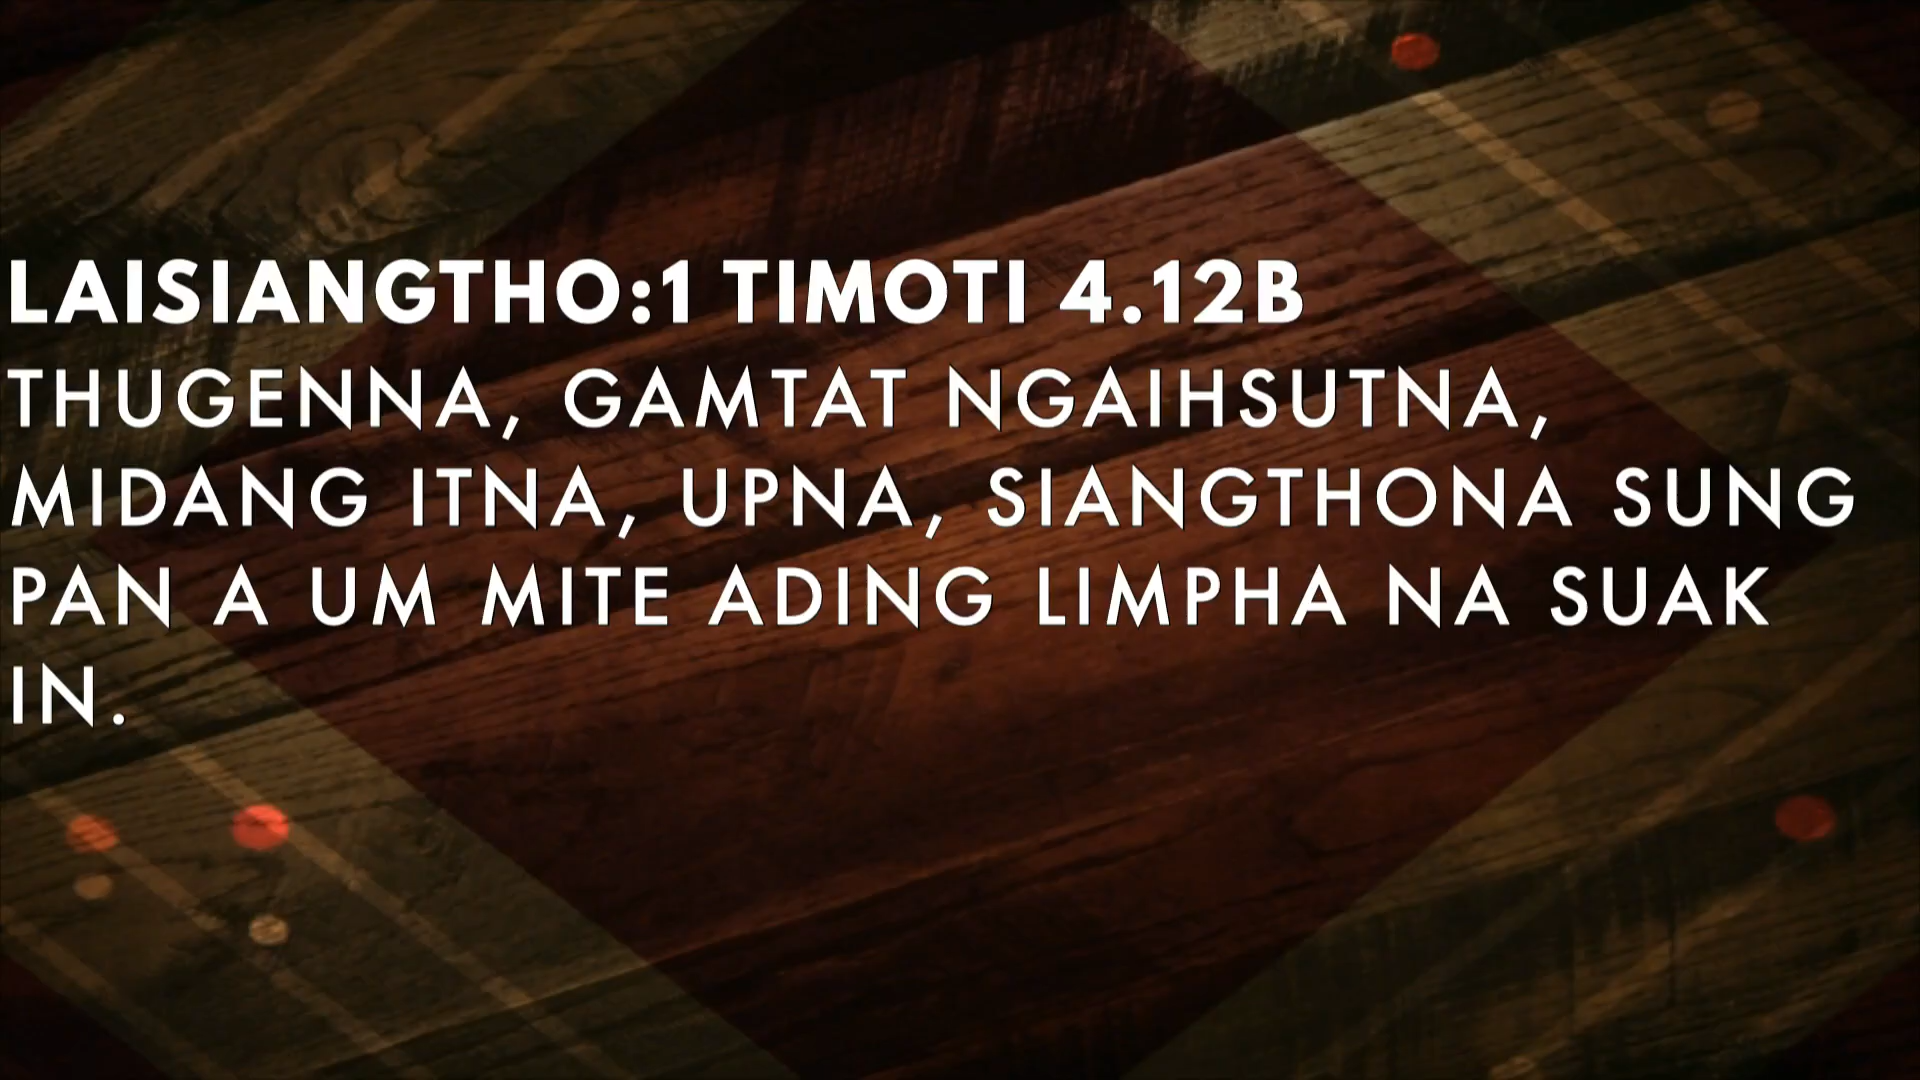 LAISIANGTHO:1 TIMOTI 4.12B
THUGENNA, GAMTAT NGAIHSUTNA,
MIDANG ITNA, UPNA, SIANGTHONA SUNG
PAN A UM MITE ADING LIMPHA NA SUAK
IN.